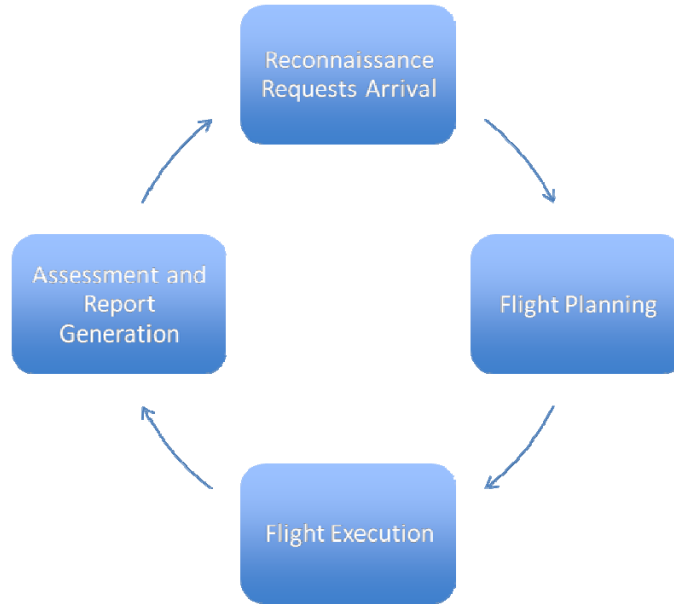 Reconnaissance
Requests Arrival
Flight Planning
Flight Execution
Assessment and
Report
Generation